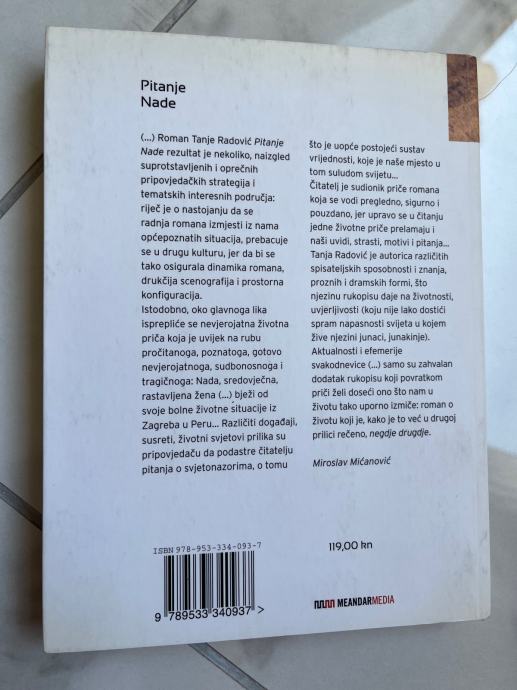 Pitanje
Nade
(...) Roman Tanje Radović Pitanje
Nade rezultat je nekoliko, naizgled
suprotstavljenih i oprečnih
pripovjedačkih strategija i
tematskih interesnih područja:
riječ je o nastojanju da se
radnja romana izmjesti iz nama
općepoznatih situacija, prebacuje
se u drugu kulturu, jer da bi se
tako osigurala dinamika romana,
drukčija scenografija i prostorna
konfiguracija.
Istodobno, oko glavnoga lika
isprepliće se nevjerojatna životna
priča koja je uvijek na rubu
pročitanoga, poznatoga, gotovo
nevjerojatnoga, sudbonosnoga i
tragičnoga: Nada, sredovječna,
rastavljena žena (...) bježi od
svoje bolne životne situacije iz
Zagreba u Peru... Različiti događaji,
susreti, životni svjetovi prilika su
pripovjedaču da podastre čitatelju
pitanja o svjetonazorima, o tomu
što je uopće postojeći sustav
vrijednosti, koje je naše mjesto u
tom suludom svijetu...
Čitatelj je sudionik priče romana
koja se vodi pregledno, sigurno i
pouzdano, jer upravo se u čitanju
jedne životne priče prelamaju i
naši uvidi, strasti, motivi i pitanja...
Tanja Radović je autorica različitih
spisateljskih sposobnosti i znanja,
proznih i dramskih formi, što
njezinu rukopisu daje na životnosti,
uvjerljivosti (koju nije lako dostići
spram napasnosti svijeta u kojem
žive njezini junaci, junakinje).
Aktualnosti i efemerije
svakodnevice (...) samo su zahvalan
dodatak rukopisu koji povratkom
priči želi doseći ono što nam u
životu tako uporno izmiče: roman o
životu koji je, kako je to već u drugoj
prilici rečeno, negdje drugdje.
Miroslav Mićanović
ISBN 978-953-334-093-7
9 789533 340937 >
119,00 kn
MEANDARMEDIA